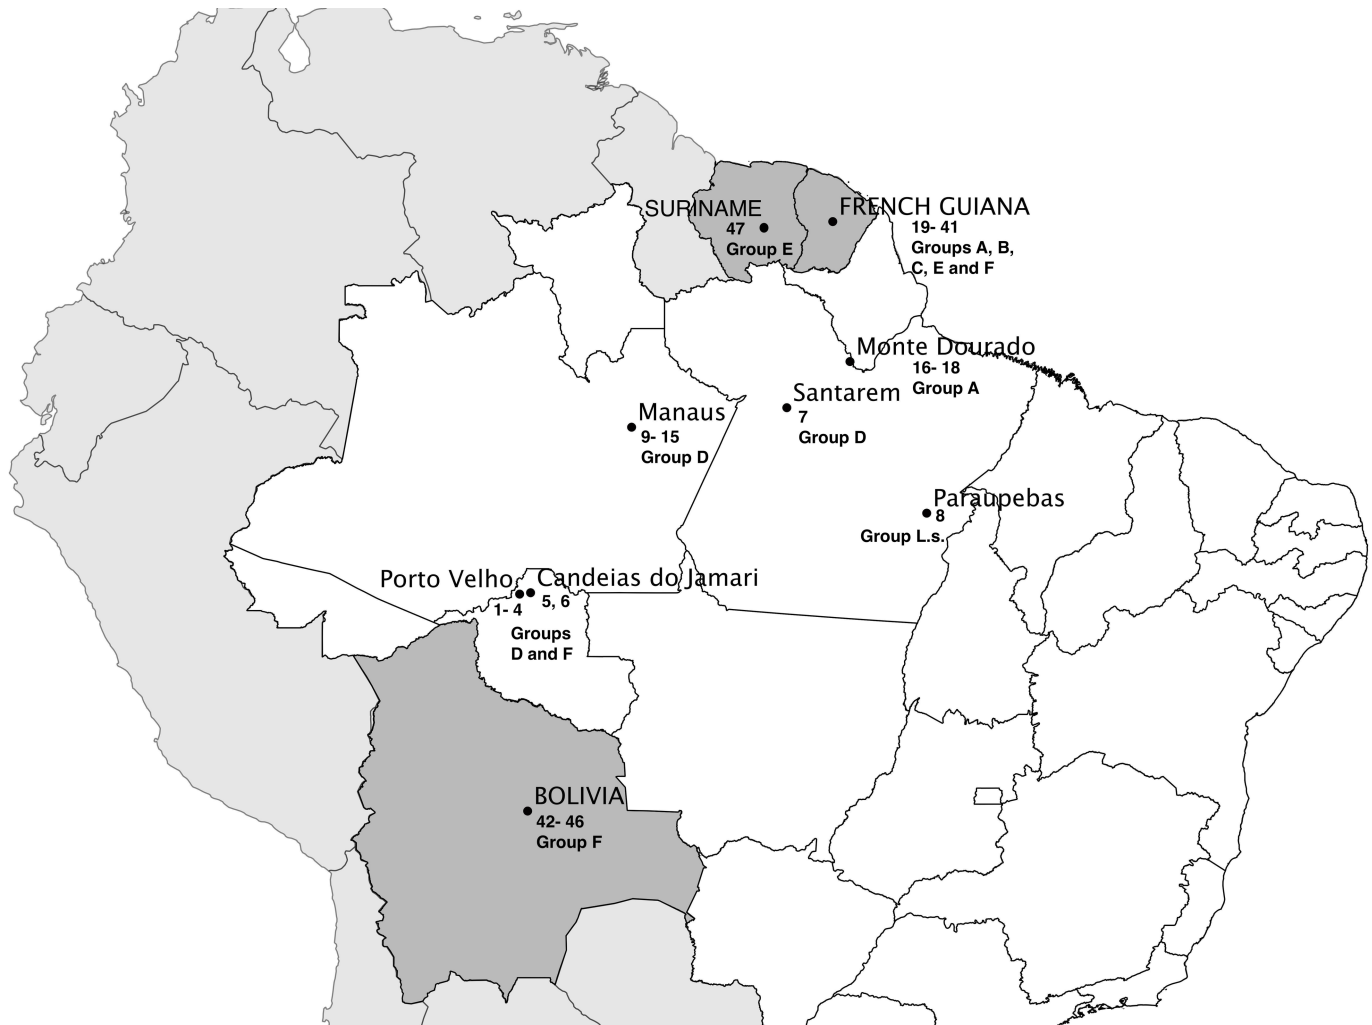 SURINAME
47
Group E
FRENCH GUIANA
19- 41
Groups A, B,
C, E and F
Monte Dourado
16- 18
Group A
Santarem
7
Group D
Manaus
9- 15
Group D
Paraupebas
8
Group L.s.
Porto Velho
1- 4
Candeias do Jamari
5, 6
Groups
D and F
BOLIVIA
42- 46
Group F